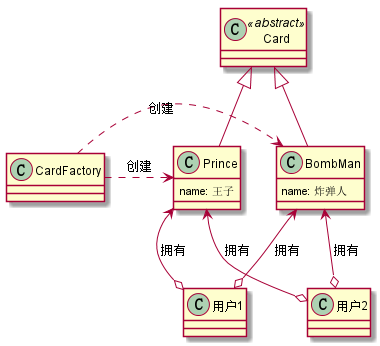 C «abstract»
Card
创建
C CardFactory
创建
C Prince
name: 王子
C BombMan
name: 炸弹人
拥有
拥有
拥有
拥有
C 用户1
C 用户2